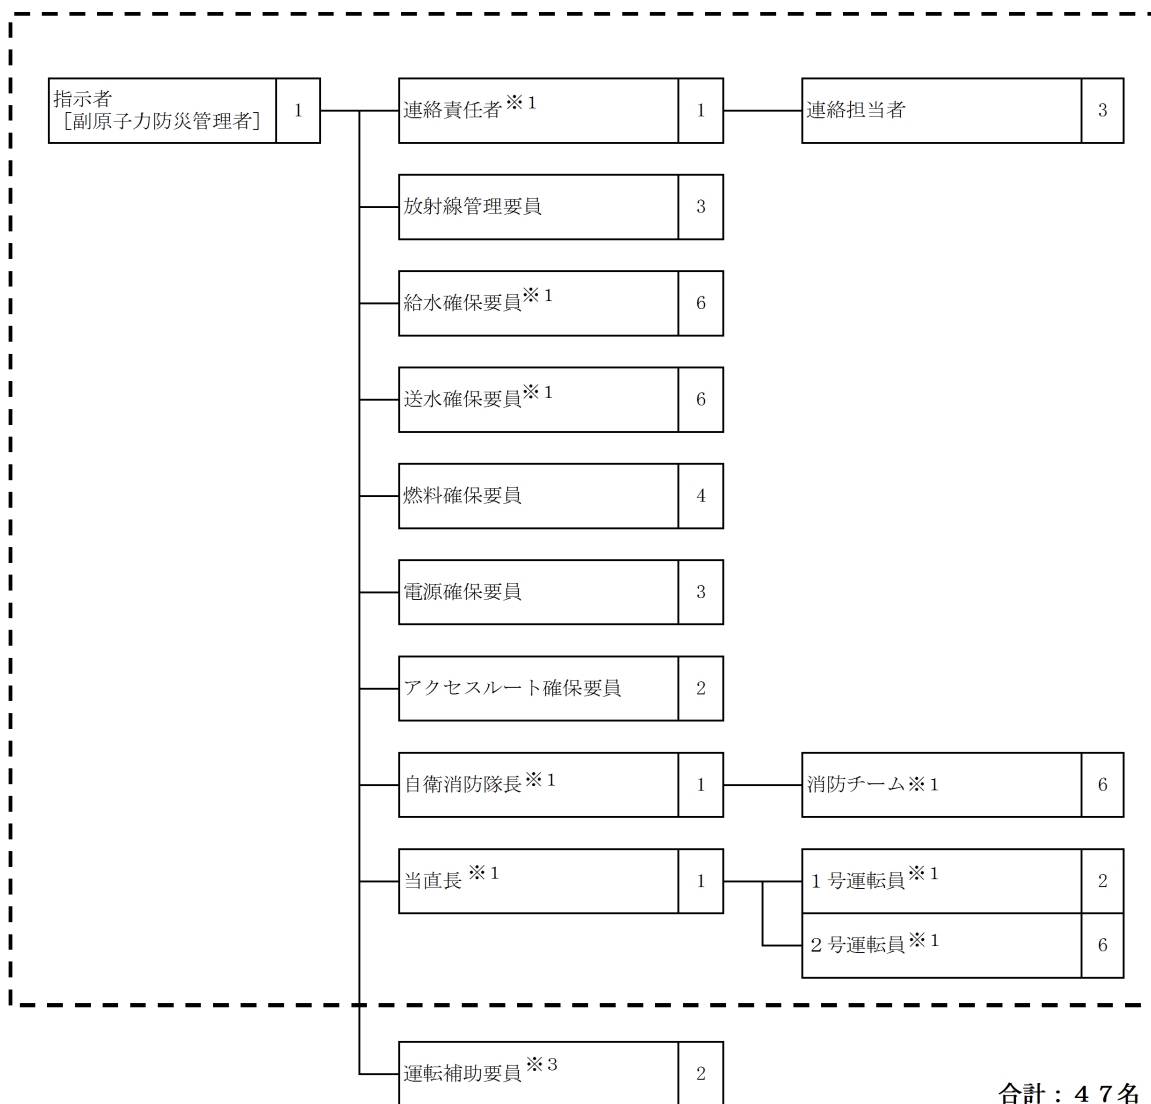 指示者
［副原子力防災管理者］
1
連絡責任者※１
1
連絡担当者
3
放射線管理要員
3
給水確保要員※１
6
送水確保要員※１
6
燃料確保要員
4
電源確保要員
3
アクセスルート確保要員
2
自衛消防隊長※１
1
消防チーム※１
6
当直長※１
1
１号運転員※１
2
２号運転員※１
6
運転補助要員※３
2
合計：４７名